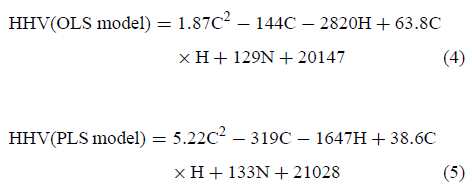 HHV(OLS model) = 1.87C² − 144C − 2820H + 63.8C
× H + 129N + 20147 (4)
HHV(PLS model) = 5.22C² − 319C − 1647H + 38.6C
× H + 133N + 21028 (5)